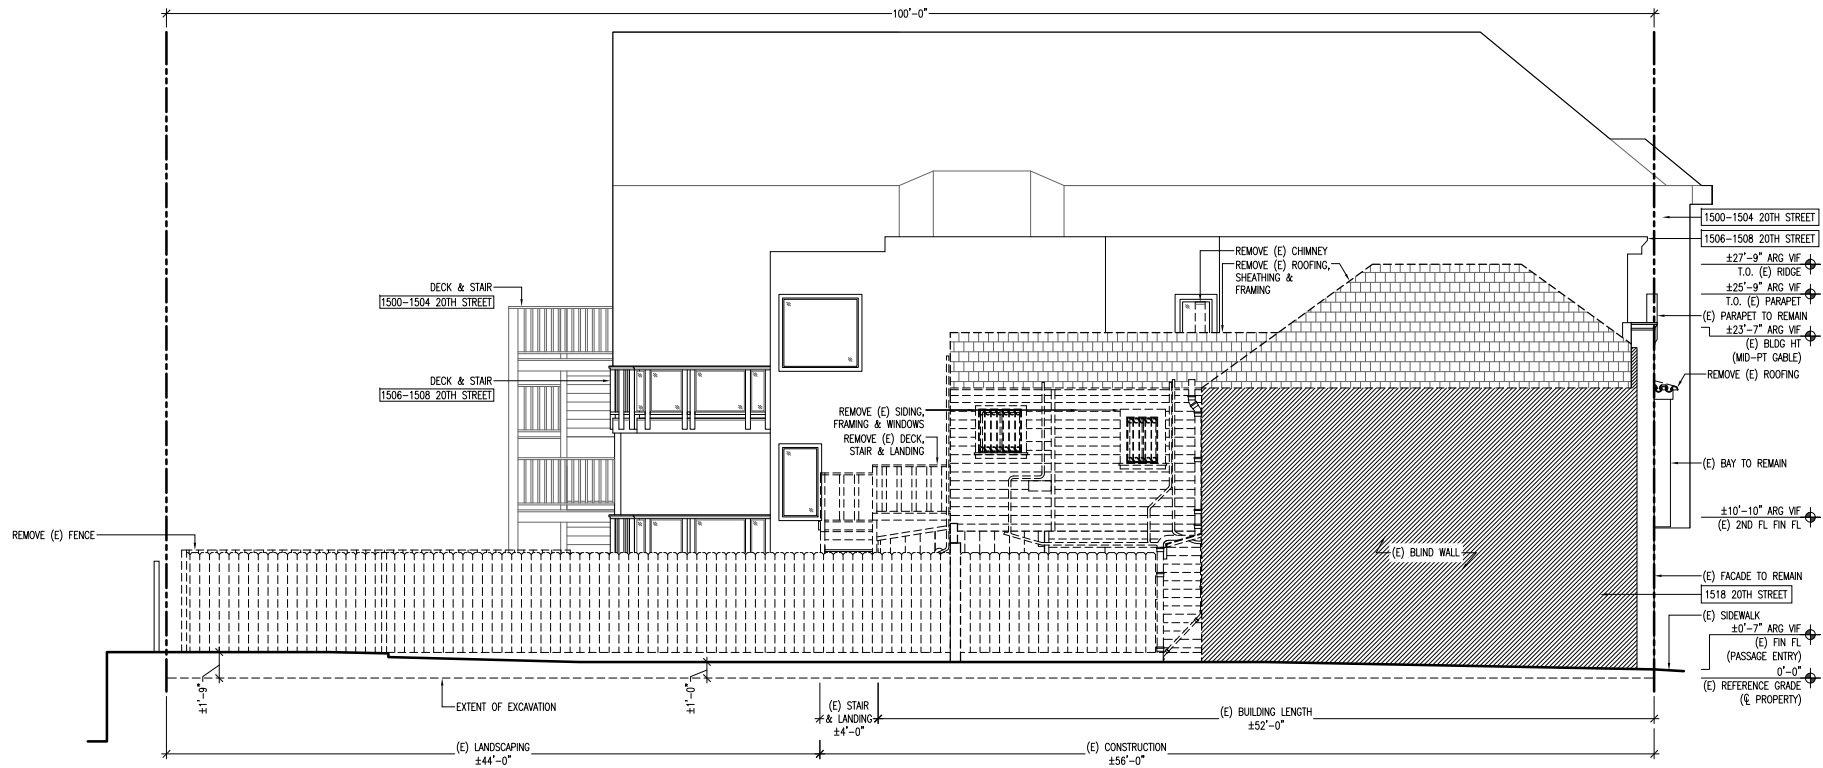 100'-0"
1500-1504 20TH STREET
1506-1508 20TH STREET
REMOVE (E) CHIMNEY
REMOVE (E) ROOFING,
SHEATHING &
FRAMING
±27'-9" ARG VIF
T.O. (E) RIDGE
±25'-9" ARG VIF
T.O. (E) PARAPET
(E) PARAPET TO REMAIN
±23'-7" ARG VIF
(E) BLDG HT
(MID-PT GABLE)
REMOVE (E) ROOFING
DECK & STAIR
1500-1504 20TH STREET
DECK & STAIR
1506-1508 20TH STREET
REMOVE (E) SIDING,
FRAMING & WINDOWS
REMOVE (E) DECK,
STAIR & LANDING
(E) BAY TO REMAIN
±10'-10" ARG VIF
(E) 2ND FL FIN FL
REMOVE (E) FENCE
(E) BLIND WALL
(E) FACADE TO REMAIN
1518 20TH STREET
(E) SIDEWALK
±0'-7" ARG VIF
(E) FIN FL
(PASSAGE ENTRY)
0'-0"
(E) REFERENCE GRADE
(℄ PROPERTY)
±1'-9"
EXTENT OF EXCAVATION
±1'-0"
(E) STAIR
& LANDING
±4'-0"
(E) BUILDING LENGTH
±52'-0"
(E) LANDSCAPING
±44'-0"
(E) CONSTRUCTION
±56'-0"